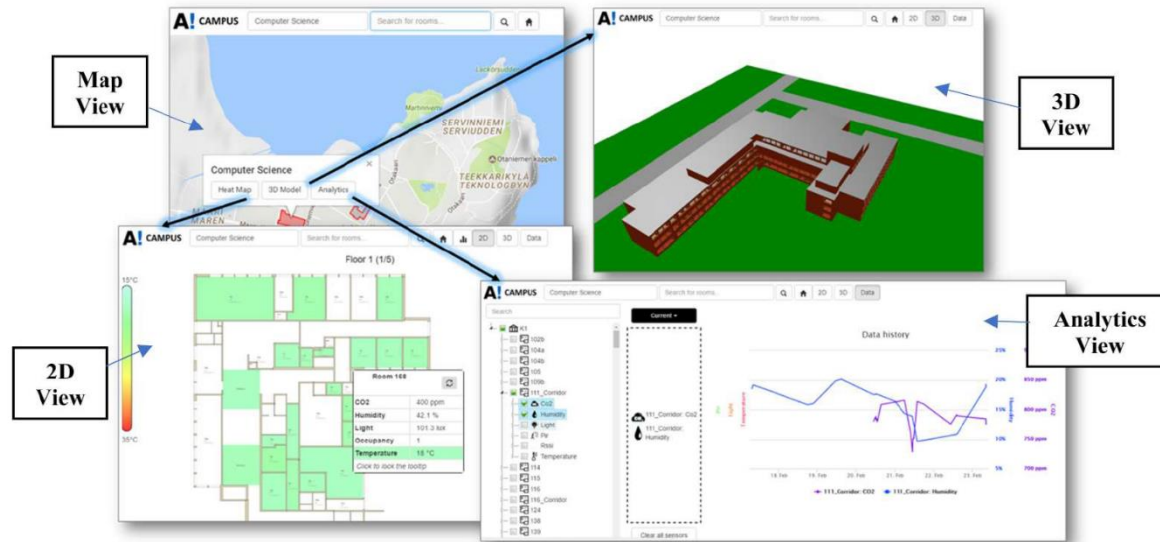 Map
View
A! CAMPUS
Computer Science
Search for rooms...
Lackörsudden
Martinniemi
SERVINNIEMI
SERVIUDDEN
Otaniemen kappeli
TEEKKARIKYLÄ
TEKNOLOGBYN
Otakaari
MAREN
Computer Science
×
Heat Map
3D Model
Analytics
A! CAMPUS
Computer Science
Search for rooms...
2D
3D
Data
3D
View
2D
View
A! CAMPUS
Computer Science
Search for rooms...
2D
3D
Data
Floor 1 (1/5)
15°C
35°C
Room 168
CO2 400 ppm
Humidity 42.1 %
Light 101.3 lux
Occupancy 1
Temperature 18 °C
Click to lock the tooltip
Analytics
View
A! CAMPUS
Computer Science
Search for rooms...
2D
3D
Data
Search
K1
102b
104a
104b
105
109b
111_Corridor
Co2
Humidity
Light
Pir
Rssi
Temperature
114
115
116
116_Corridor
124
138
139
Current
111_Corridor: Co2
111_Corridor:
Humidity
Clear all sensors
Data history
Light
Temperature
25%
20%
15%
10%
5%
Humidity
850 ppm
800 ppm
750 ppm
700 ppm
CO2
18. Feb
19. Feb
20. Feb
21. Feb
22. Feb
23. Feb
111_Corridor: CO2
111_Corridor: Humidity